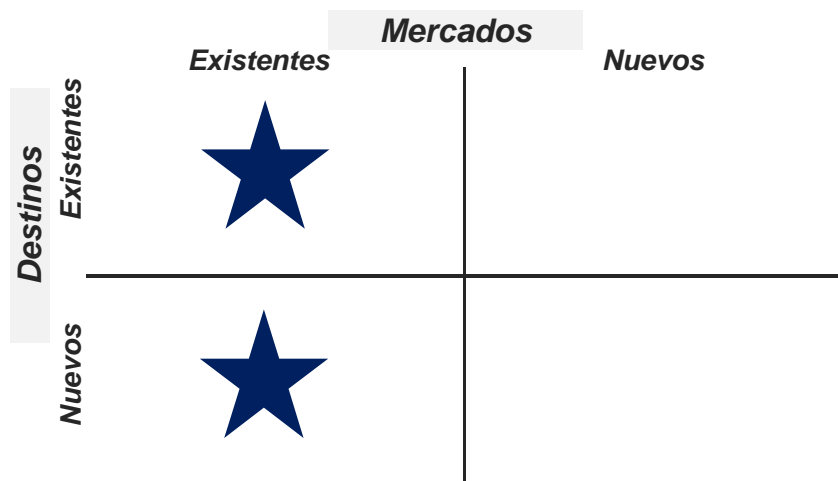 Mercados
Existentes
Nuevos
Destinos
Existentes
Nuevos